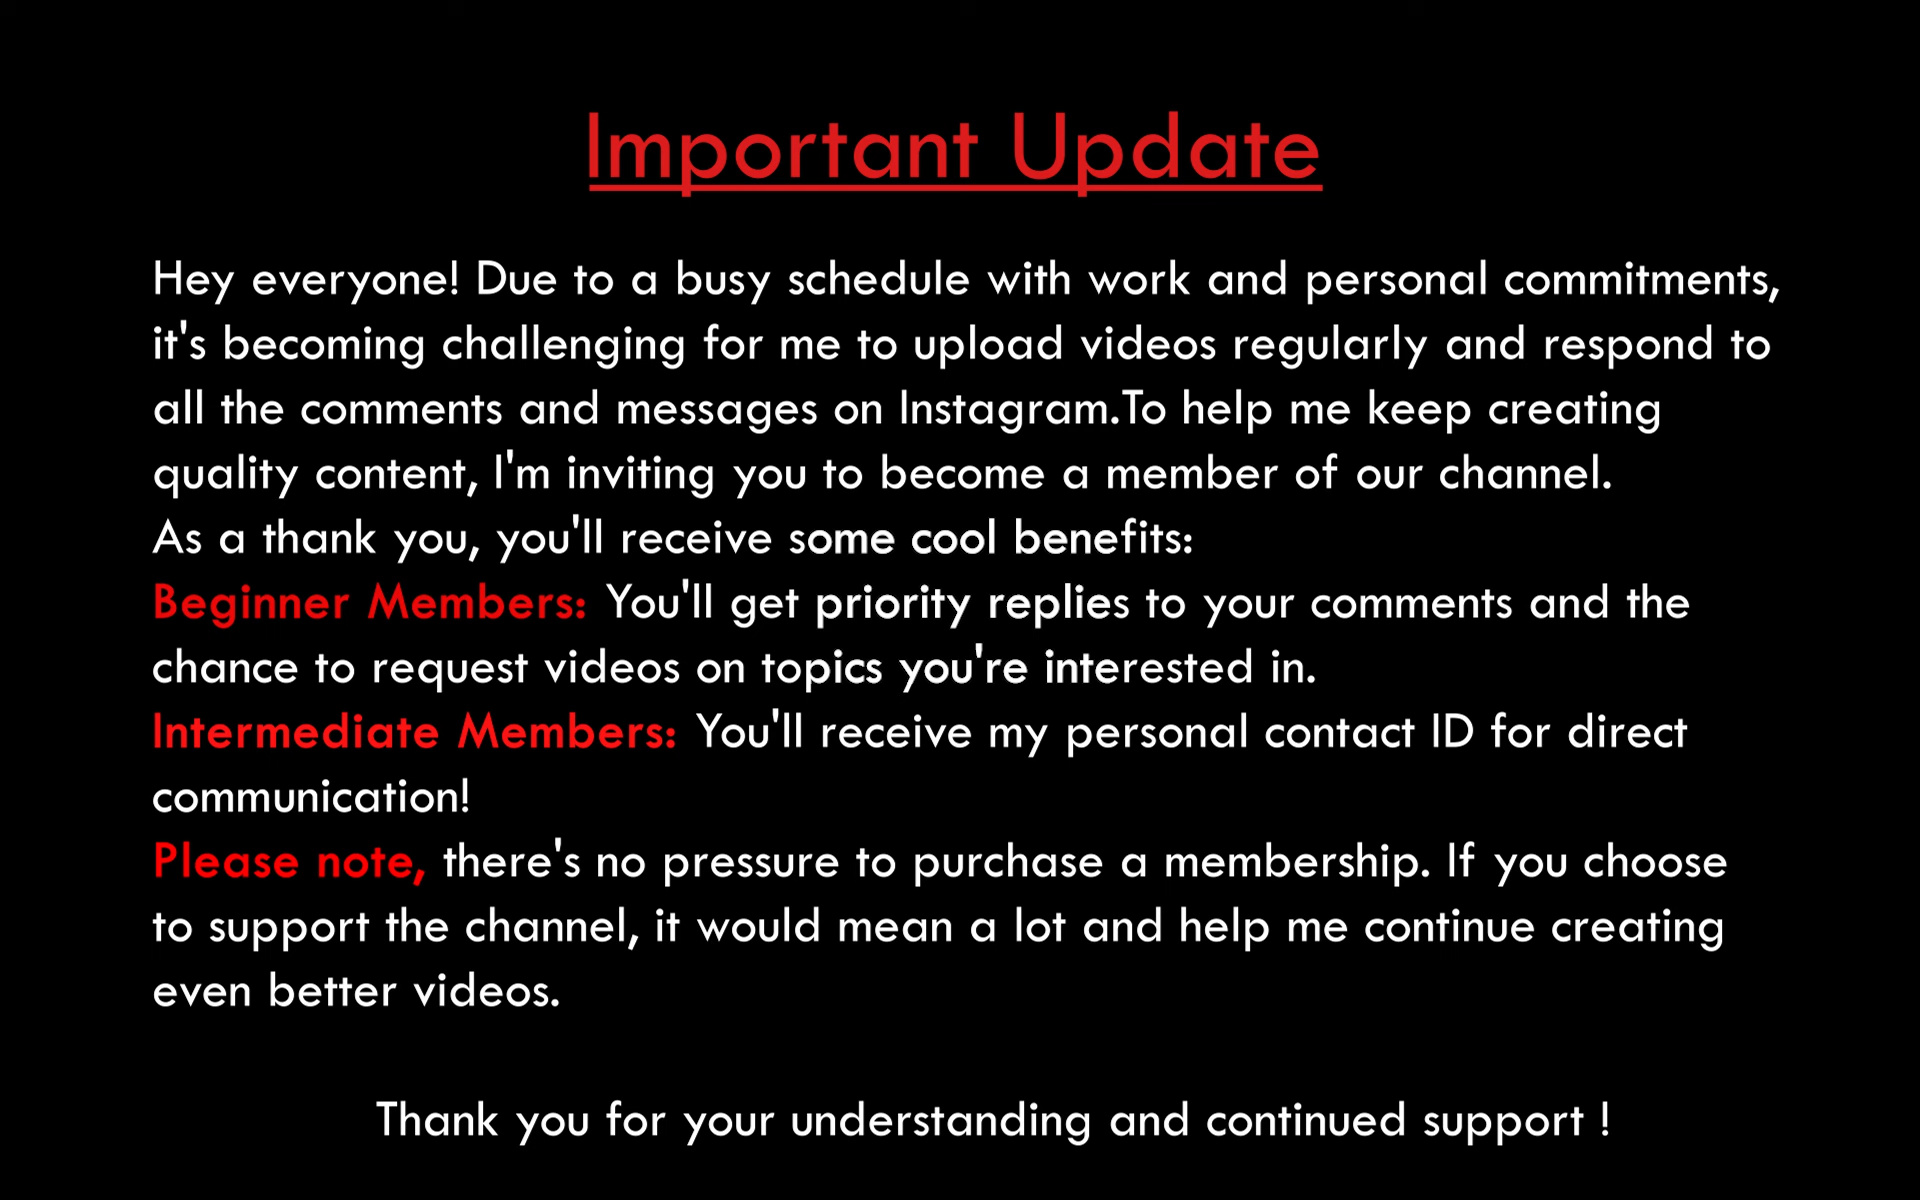 Important Update
Hey everyone! Due to a busy schedule with work and personal commitments,
it's becoming challenging for me to upload videos regularly and respond to
all the comments and messages on Instagram.To help me keep creating
quality content, I'm inviting you to become a member of our channel.
As a thank you, you'll receive some cool benefits:
Beginner Members: You'll get priority replies to your comments and the
chance to request videos on topics you're interested in.
Intermediate Members: You'll receive my personal contact ID for direct
communication!
Please note, there's no pressure to purchase a membership. If you choose
to support the channel, it would mean a lot and help me continue creating
even better videos.
Thank you for your understanding and continued support !